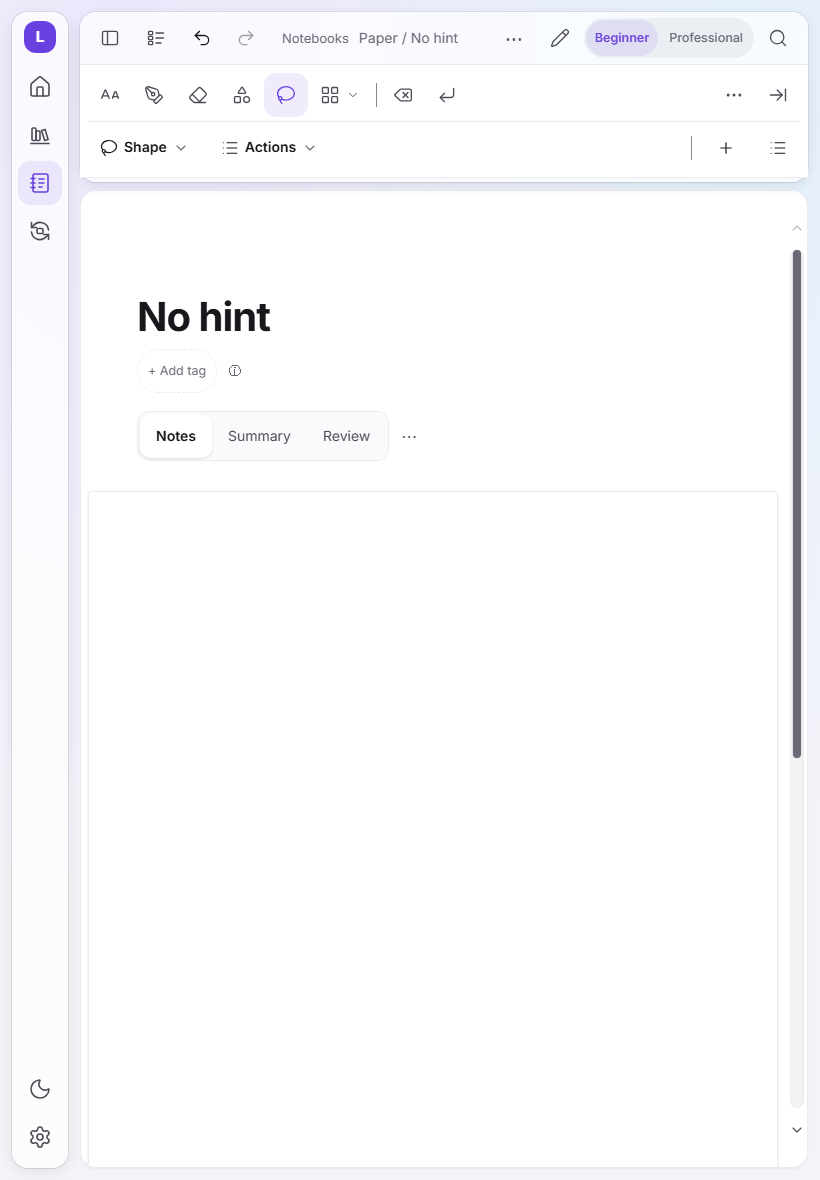 L
Notebooks Paper / No hint
Beginner Professional
Shape Actions
No hint
+ Add tag
Notes Summary Review